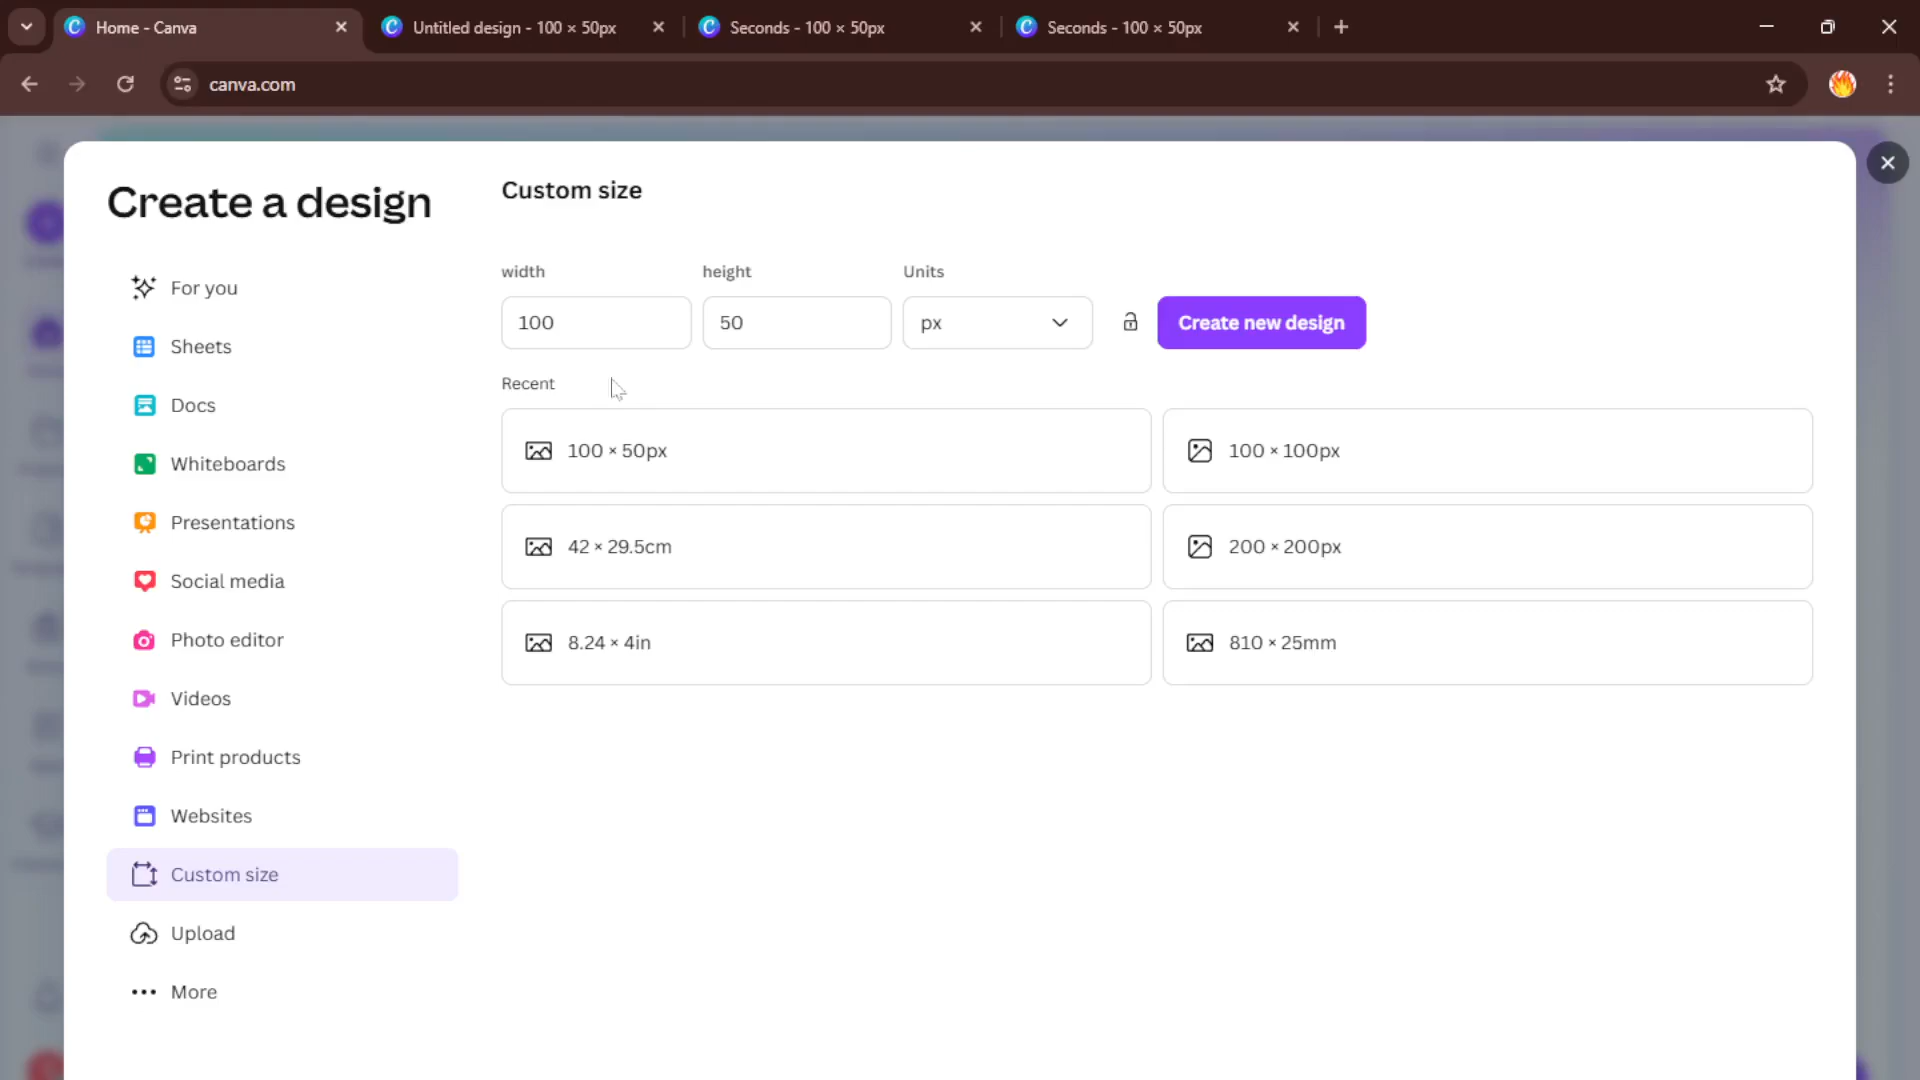 Home - Canva
Untitled design - 100 × 50px
Seconds - 100 × 50px
Seconds - 100 × 50px
canva.com
Create a design
For you
Sheets
Docs
Whiteboards
Presentations
Social media
Photo editor
Videos
Print products
Websites
Custom size
Upload
More
Custom size
width
height
Units
100
50
px
Create new design
Recent
100 × 50px
100 × 100px
42 × 29.5cm
200 × 200px
8.24 × 4in
810 × 25mm